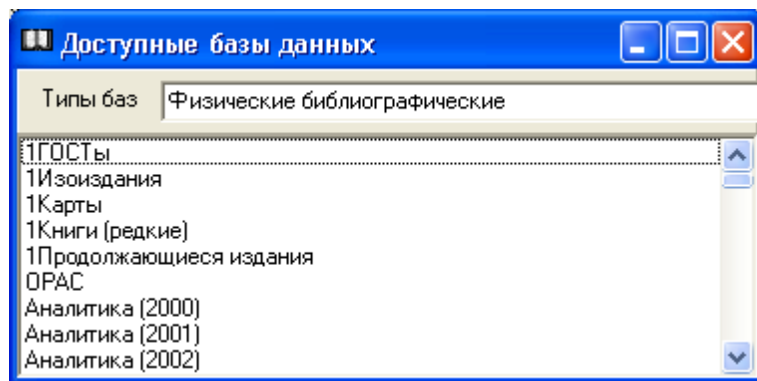 Доступные базы данных
Типы баз Физические библиографические
1ГОСТы
1Изоиздания
1Карты
1Книги (редкие)
1Продолжающиеся издания
OPAC
Аналитика (2000)
Аналитика (2001)
Аналитика (2002)